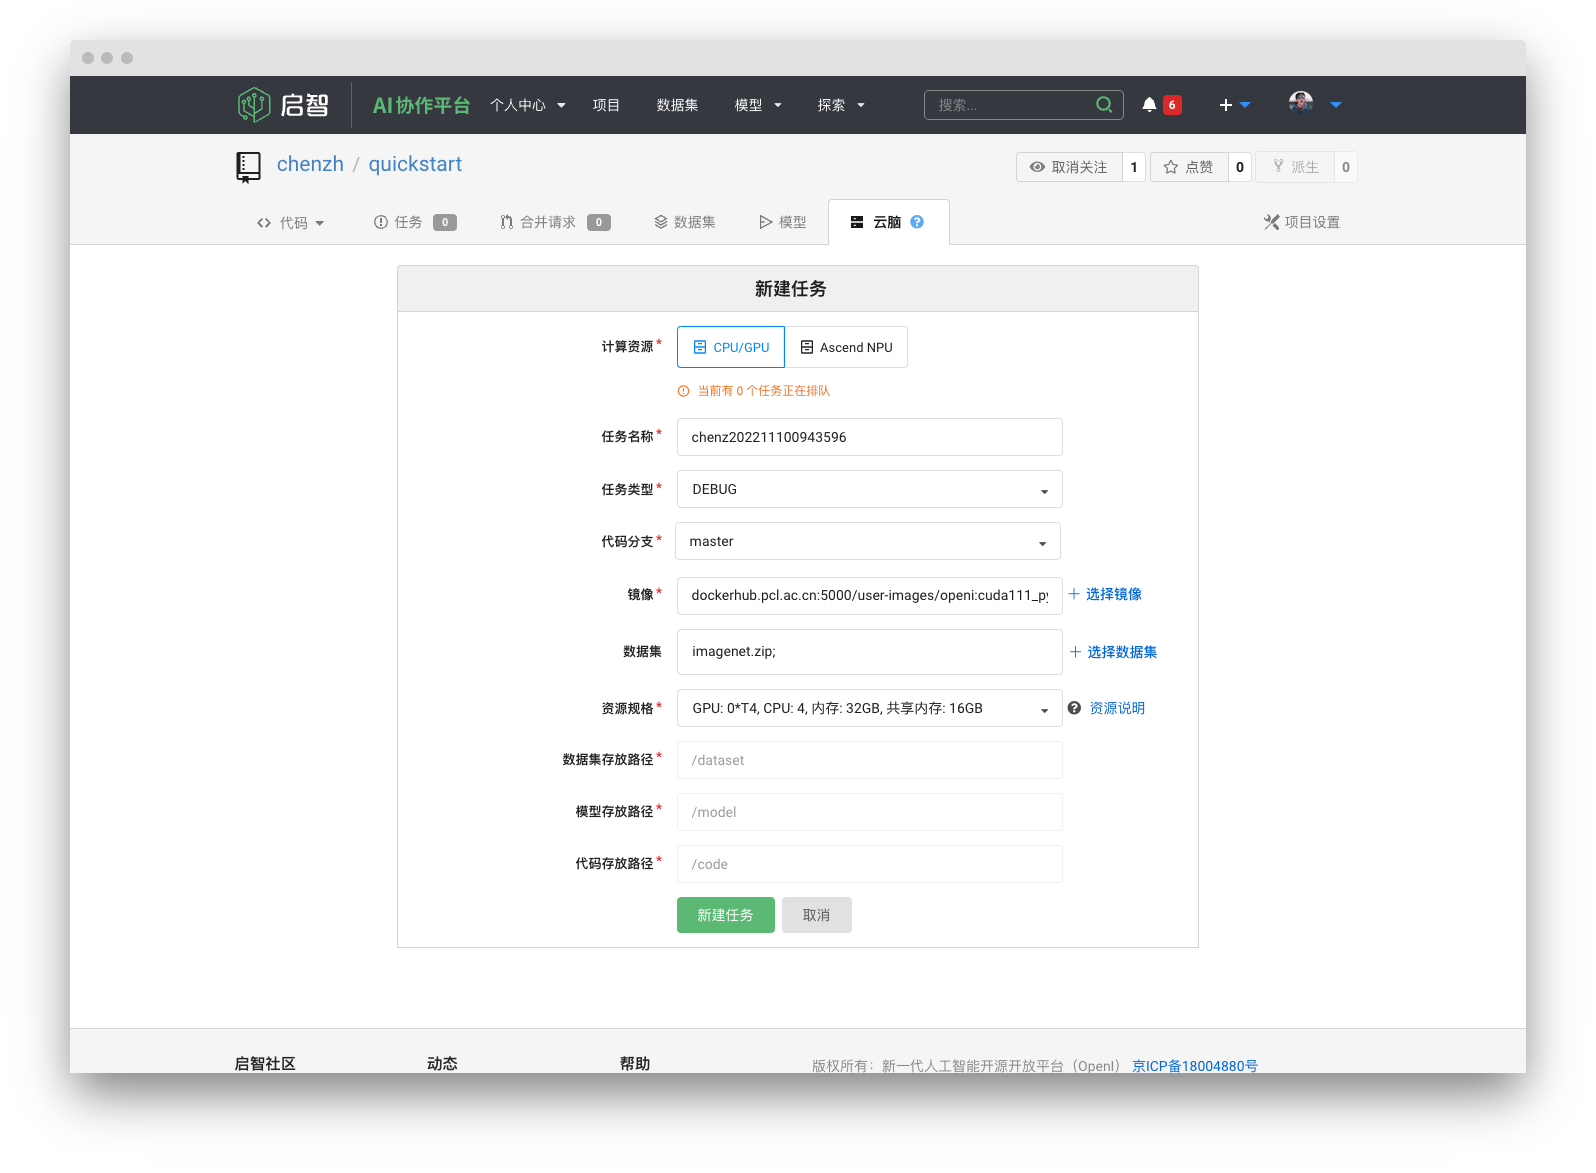 启智 AI协作平台 个人中心 项目 数据集 模型 探索 搜索... 6
chenzh / quickstart 取消关注 1 点赞 0 派生 0
代码 任务 0 合并请求 0 数据集 模型 云脑 项目设置
新建任务
计算资源* CPU/GPU Ascend NPU
当前有 0 个任务正在排队
任务名称* chenz202211100943596
任务类型* DEBUG
代码分支* master
镜像* dockerhub.pcl.ac.cn:5000/user-images/openi:cuda111_py 选择镜像
数据集 imagenet.zip; 选择数据集
资源规格* GPU: 0*T4, CPU: 4, 内存: 32GB, 共享内存: 16GB 资源说明
数据集存放路径* /dataset
模型存放路径* /model
代码存放路径* /code
新建任务 取消
启智社区 动态 帮助 版权所有：新一代人工智能开源开放平台（OpenI） 京ICP备18004880号